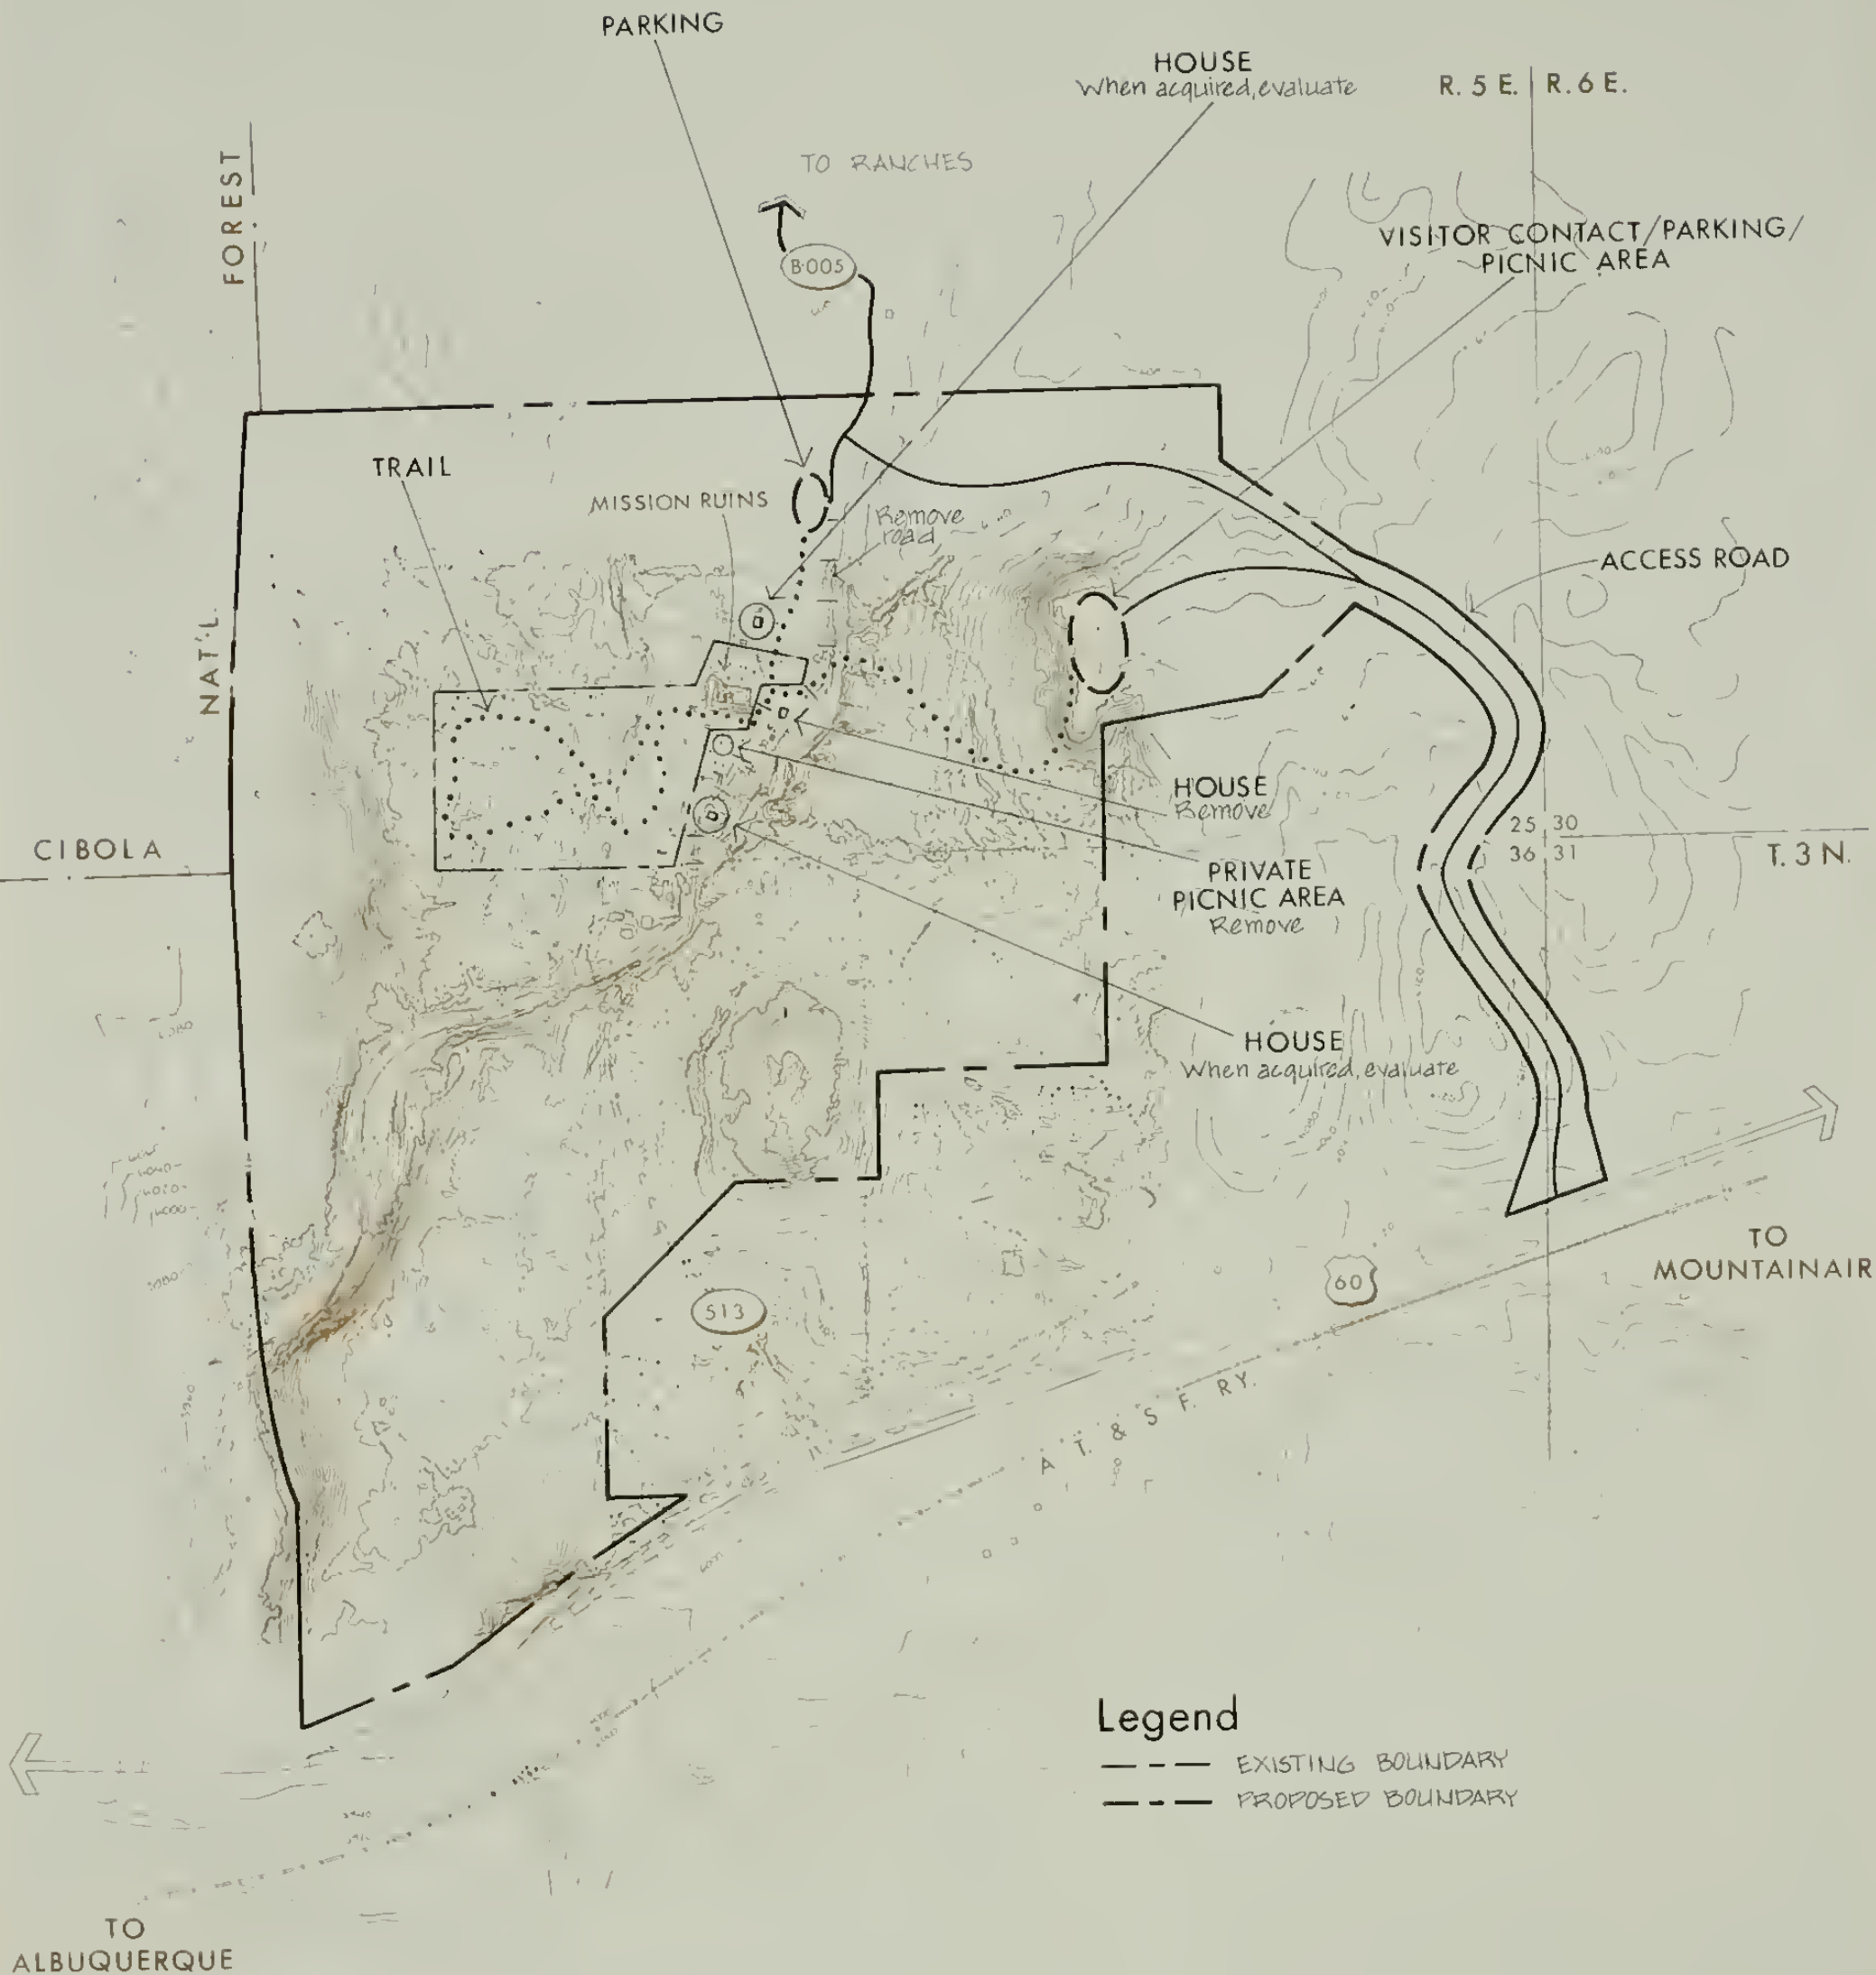 PARKING
HOUSE
When acquired, evaluate
R. 5 E. R. 6 E.
TO RANCHES
FOREST
VISITOR CONTACT/PARKING/
PICNIC AREA
B-005
TRAIL
MISSION RUINS
Remove
road
ACCESS ROAD
NAT'L.
HOUSE
Remove
25 30
36 31
CIBOLA
T. 3 N.
PRIVATE
PICNIC AREA
Remove
HOUSE
When acquired, evaluate
TO
MOUNTAINAIR
60
513
A. T. & S. F. RY.
Legend
EXISTING BOUNDARY
PROPOSED BOUNDARY
TO
ALBUQUERQUE